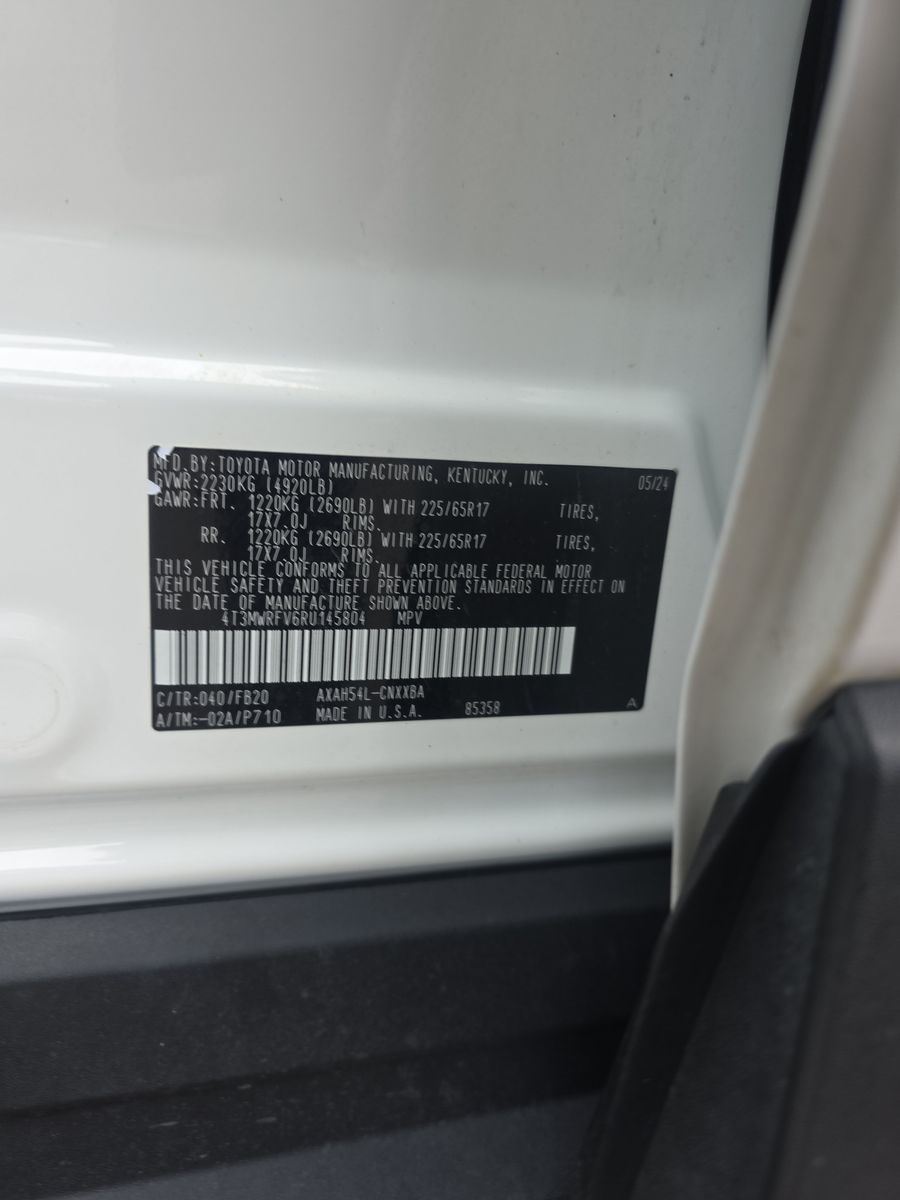 MFD.BY:TOYOTA MOTOR MANUFACTURING, KENTUCKY, INC. 05/24
GVWR:2230KG (4920LB)
GAWR:FRT. 1220KG (2690LB) WITH 225/65R17 TIRES,
17X7.0J RIMS.
RR. 1220KG (2690LB) WITH 225/65R17 TIRES,
17X7.0J RIMS.
THIS VEHICLE CONFORMS TO ALL APPLICABLE FEDERAL MOTOR
VEHICLE SAFETY AND THEFT PREVENTION STANDARDS IN EFFECT ON
THE DATE OF MANUFACTURE SHOWN ABOVE.
4T3MWRFV6RU145804 MPV
C/TR:040/FB20 AXAH54L-CNXXBA
A/TM:-02A/P710 MADE IN U.S.A. 85358 A